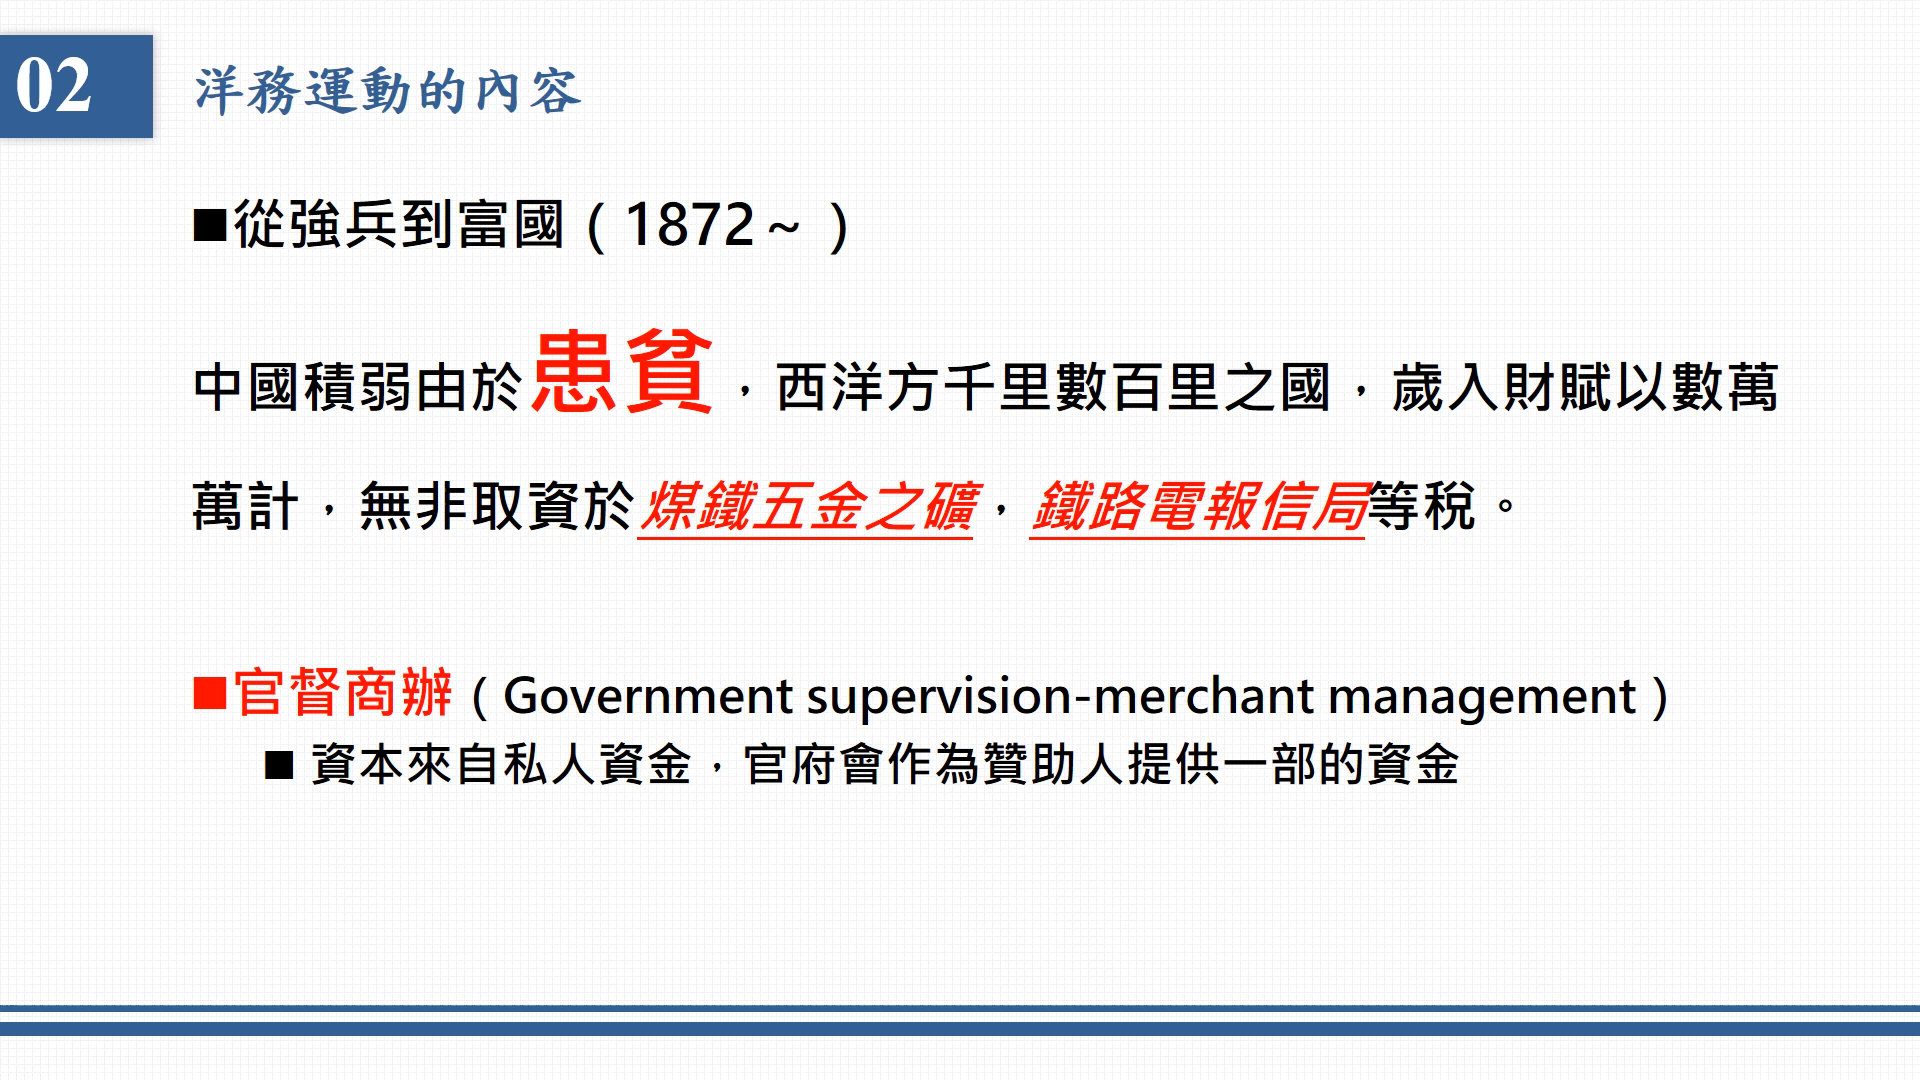 02
洋務運動的內容
■從強兵到富國（1872～）
中國積弱由於患貧，西洋方千里數百里之國，歲入財賦以數萬
萬計，無非取資於煤鐵五金之礦，鐵路電報信局等稅。
■官督商辦（Government supervision-merchant management）
■ 資本來自私人資金，官府會作為贊助人提供一部的資金